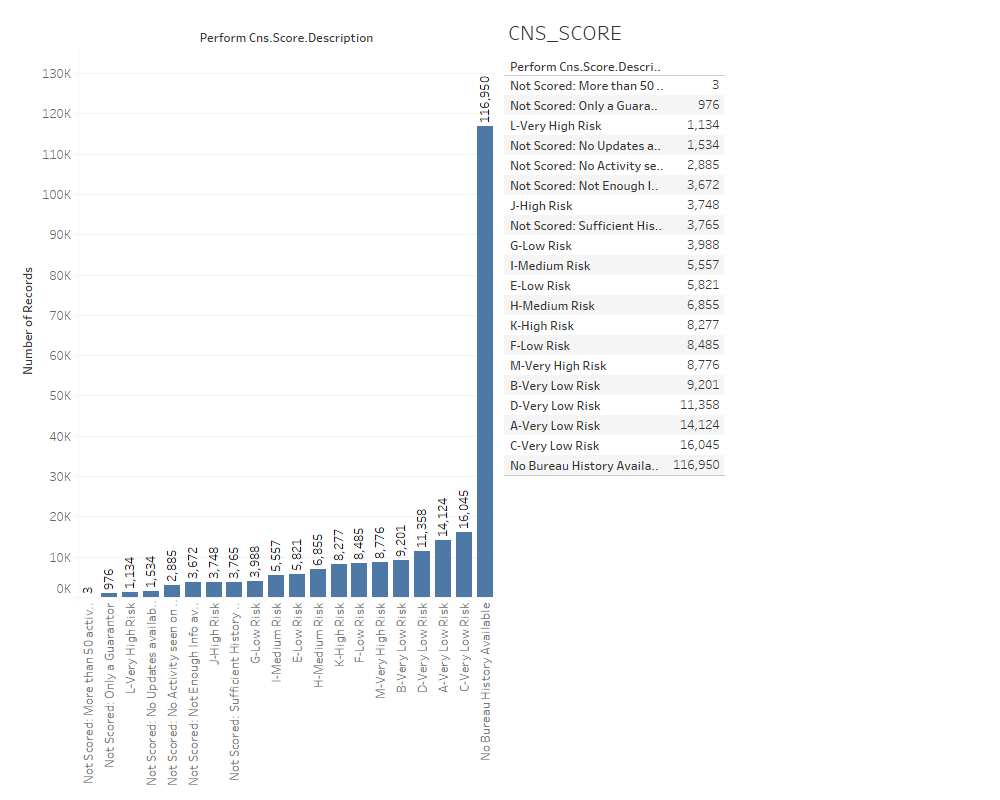 Perform Cns.Score.Description
Number of Records
130K
120K
110K
100K
90K
80K
70K
60K
50K
40K
30K
20K
10K
0K
3
976
1,134
1,534
2,885
3,672
3,748
3,765
3,988
5,557
5,821
6,855
8,277
8,485
8,776
9,201
11,358
14,124
16,045
116,950
Not Scored: More than 50 activ..
Not Scored: Only a Guarantor
L-Very High Risk
Not Scored: No Updates availab..
Not Scored: No Activity seen on ..
Not Scored: Not Enough Info av..
J-High Risk
Not Scored: Sufficient History ..
G-Low Risk
I-Medium Risk
E-Low Risk
H-Medium Risk
K-High Risk
F-Low Risk
M-Very High Risk
B-Very Low Risk
D-Very Low Risk
A-Very Low Risk
C-Very Low Risk
No Bureau History Available
CNS_SCORE
Perform Cns.Score.Descri..
Not Scored: More than 50 .. 3
Not Scored: Only a Guara.. 976
L-Very High Risk 1,134
Not Scored: No Updates a.. 1,534
Not Scored: No Activity se.. 2,885
Not Scored: Not Enough I.. 3,672
J-High Risk 3,748
Not Scored: Sufficient His.. 3,765
G-Low Risk 3,988
I-Medium Risk 5,557
E-Low Risk 5,821
H-Medium Risk 6,855
K-High Risk 8,277
F-Low Risk 8,485
M-Very High Risk 8,776
B-Very Low Risk 9,201
D-Very Low Risk 11,358
A-Very Low Risk 14,124
C-Very Low Risk 16,045
No Bureau History Availa.. 116,950